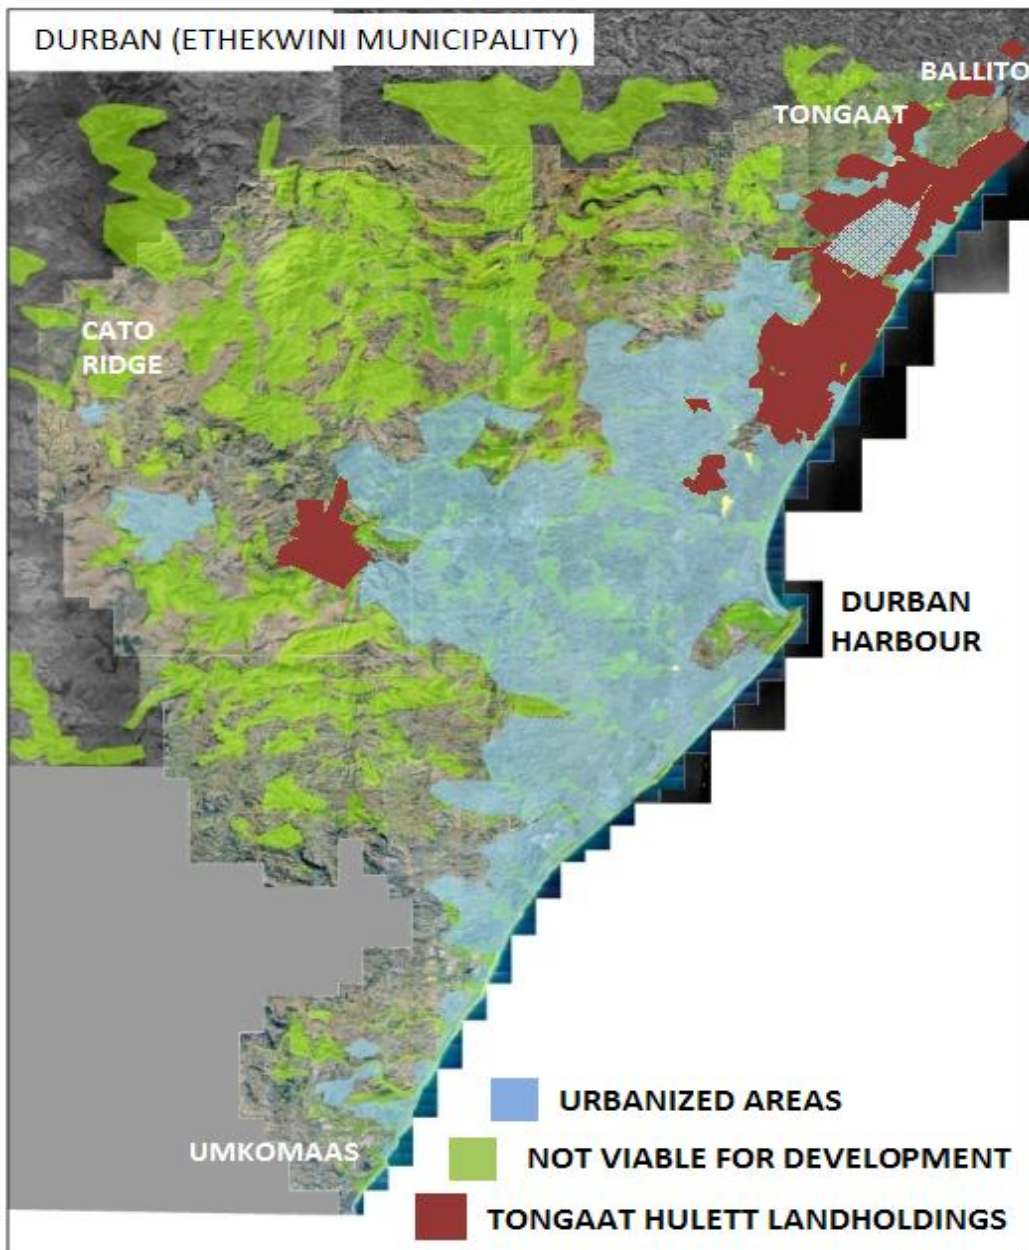 DURBAN (ETHEKWINI MUNICIPALITY)
BALLITO
TONGAAT
CATO
RIDGE
DURBAN
HARBOUR
URBANIZED AREAS
UMKOMAAS
NOT VIABLE FOR DEVELOPMENT
TONGAAT HULETT LANDHOLDINGS